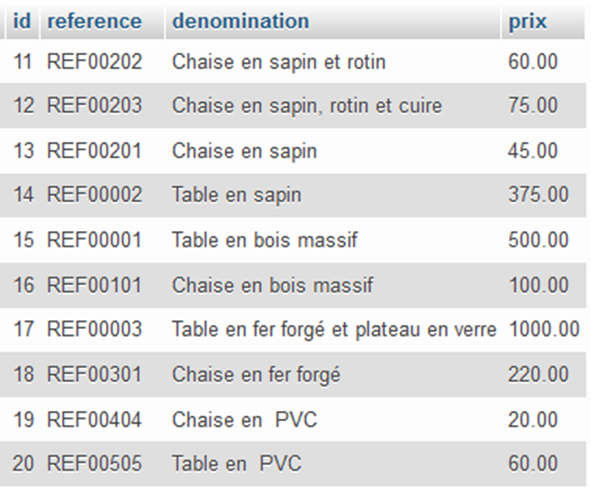 id reference denomination prix
11 REF00202 Chaise en sapin et rotin 60.00
12 REF00203 Chaise en sapin, rotin et cuire 75.00
13 REF00201 Chaise en sapin 45.00
14 REF00002 Table en sapin 375.00
15 REF00001 Table en bois massif 500.00
16 REF00101 Chaise en bois massif 100.00
17 REF00003 Table en fer forgé et plateau en verre 1000.00
18 REF00301 Chaise en fer forgé 220.00
19 REF00404 Chaise en  PVC 20.00
20 REF00505 Table en  PVC 60.00